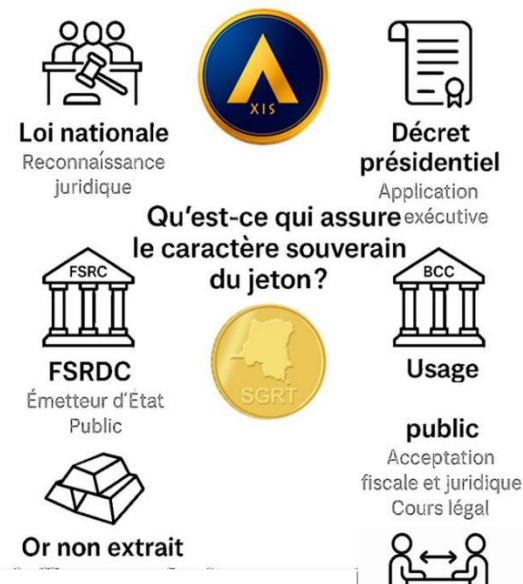 XIS
Loi nationale
Reconnaissance
juridique
Décret
présidentiel
Application
exécutive
Qu'est-ce qui assure
le caractère souverain
du jeton?
FSRC
FSRDC
Émetteur d'État
Public
SGRT
BCC
Usage
public
Acceptation
fiscale et juridique
Cours légal
Or non extrait